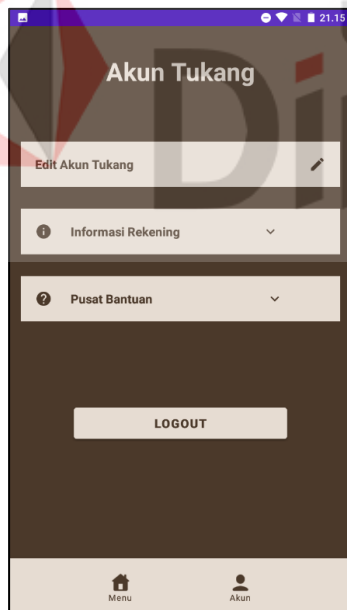 21.15
Akun Tukang
Edit Akun Tukang
Informasi Rekening
Pusat Bantuan
LOGOUT
Menu
Akun